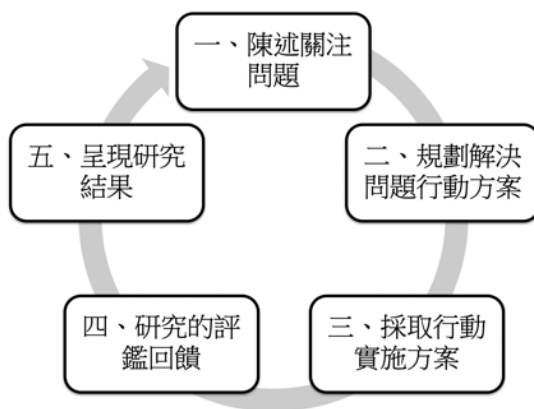 一、陳述關注
問題
二、規劃解決
問題行動方案
三、採取行動
實施方案
四、研究的評
鑑回饋
五、呈現研究
結果